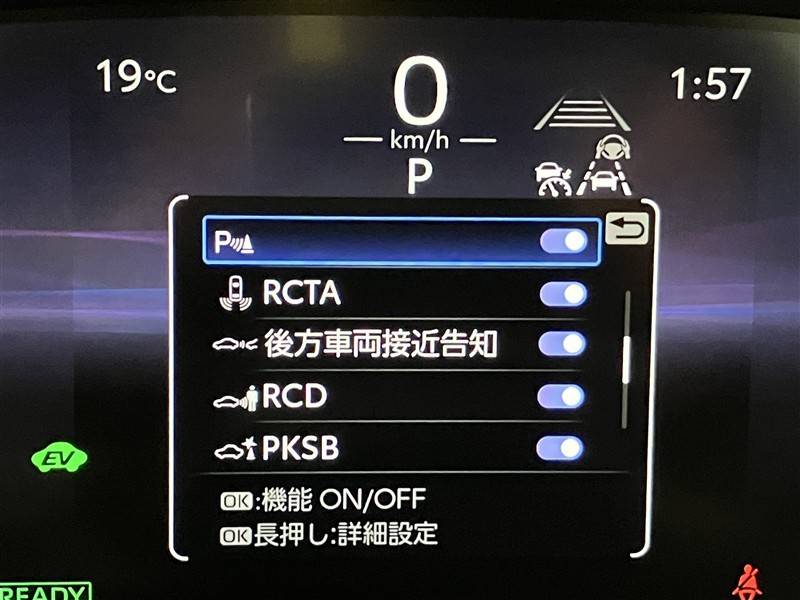 19℃
0
1:57
km/h
P
P
RCTA
後方車両接近告知
RCD
PKSB
OK:機能 ON/OFF
OK長押し:詳細設定
EV
READY